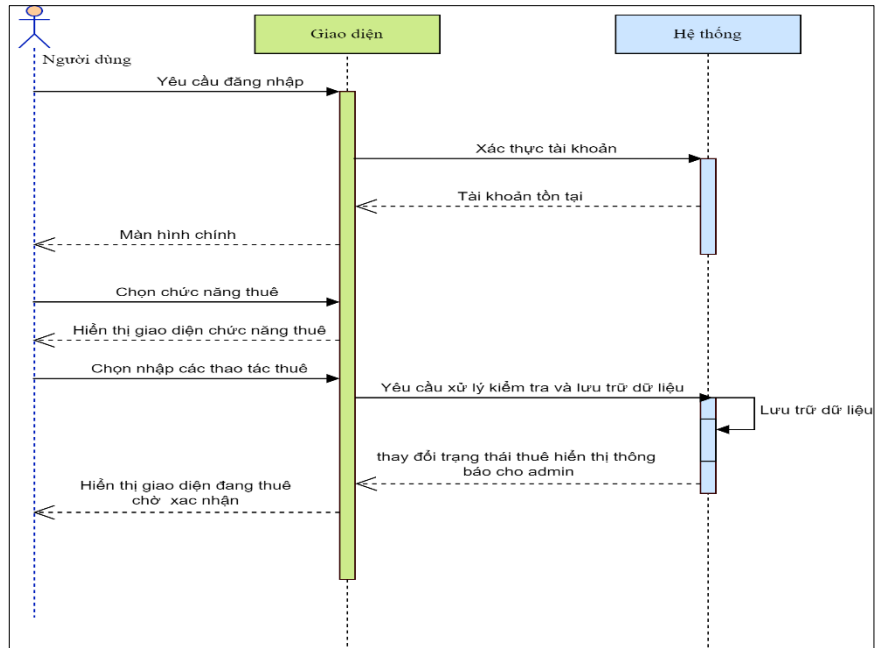 Giao diện
Hệ thống
Người dùng
Yêu cầu đăng nhập
Xác thực tài khoản
Tài khoản tồn tại
Màn hình chính
Chọn chức năng thuê
Hiển thị giao diện chức năng thuê
Chọn nhập các thao tác thuê
Yêu cầu xử lý kiểm tra và lưu trữ dữ liệu
Lưu trữ dữ liệu
thay đổi trạng thái thuê hiển thị thông
báo cho admin
Hiển thị giao diện đang thuê
chờ xac nhận